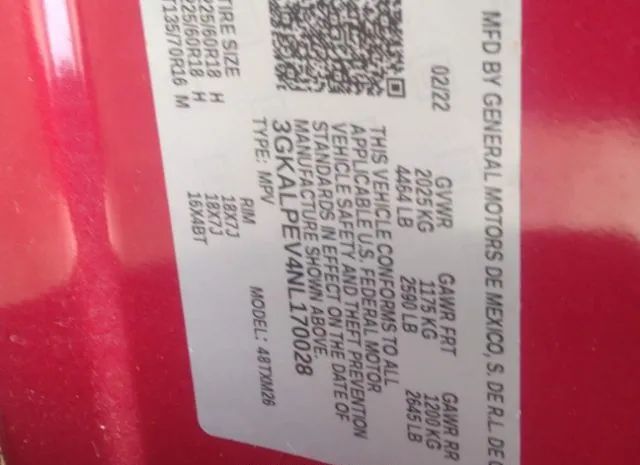 MFD BY GENERAL MOTORS DE MEXICO, S. DE R.L. DE
02/22 GVWR GAWR FRT GAWR RR
2025 KG 1175 KG 1200 KG
4464 LB 2590 LB 2645 LB
THIS VEHICLE CONFORMS TO ALL
APPLICABLE U.S. FEDERAL MOTOR
VEHICLE SAFETY AND THEFT PREVENTION
STANDARDS IN EFFECT ON THE DATE OF
MANUFACTURE SHOWN ABOVE.
3GKALPEV4NL170028
TYPE: MPV MODEL: 48TXM26
TIRE SIZE RIM
225/60R18 H 18X7J
225/60R18 H 18X7J
T135/70R16 M 16X4BT